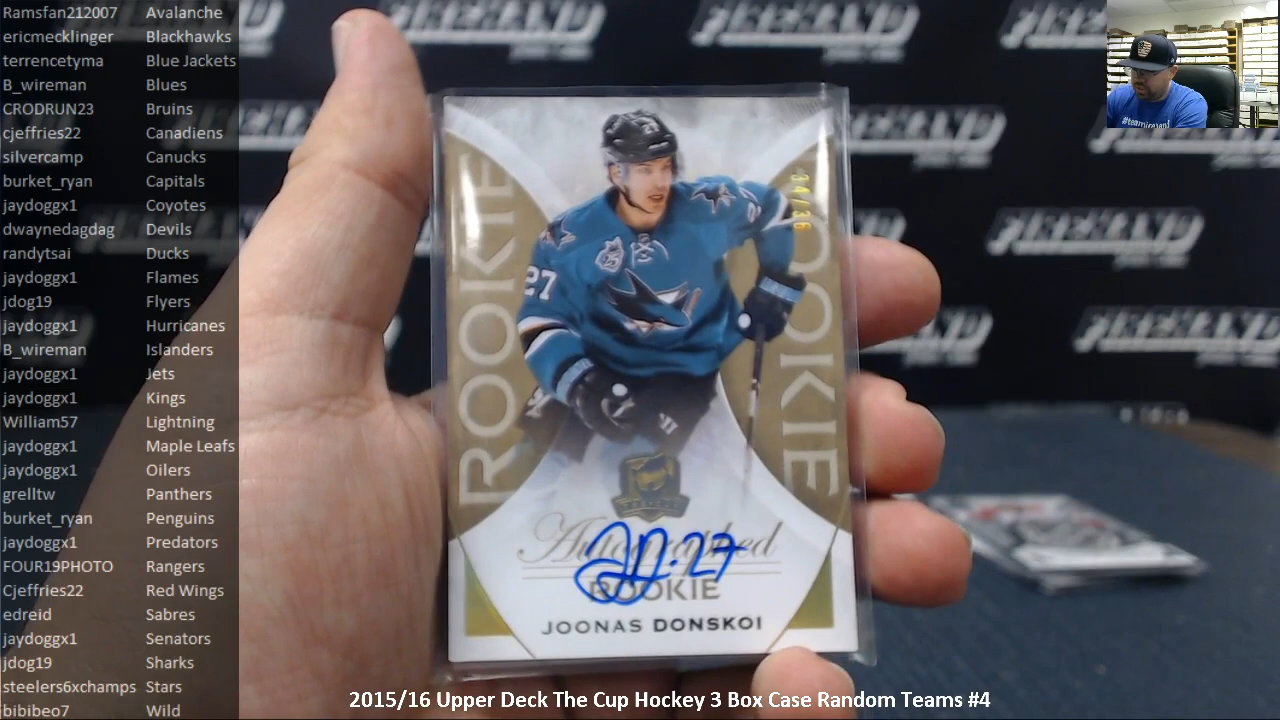 Ramsfan212007 Avalanche
ericmecklinger Blackhawks
terrencetyma Blue Jackets
B_wireman Blues
CRODRUN23 Bruins
cjeffries22 Canadiens
silvercamp Canucks
burket_ryan Capitals
jaydoggx1 Coyotes
dwaynedagdag Devils
randytsai Ducks
jaydoggx1 Flames
jdog19 Flyers
jaydoggx1 Hurricanes
B_wireman Islanders
jaydoggx1 Jets
jaydoggx1 Kings
William57 Lightning
jaydoggx1 Maple Leafs
jaydoggx1 Oilers
grelltw Panthers
burket_ryan Penguins
jaydoggx1 Predators
FOUR19PHOTO Rangers
Cjeffries22 Red Wings
edreid Sabres
jaydoggx1 Senators
jdog19 Sharks
steelers6xchamps Stars
bibibeo7 Wild
ROOKIE
ROOKIE
34/36
27
27
Autographed
ROOKIE
27
JOONAS DONSKOI
2015/16 Upper Deck The Cup Hockey 3 Box Case Random Teams #4